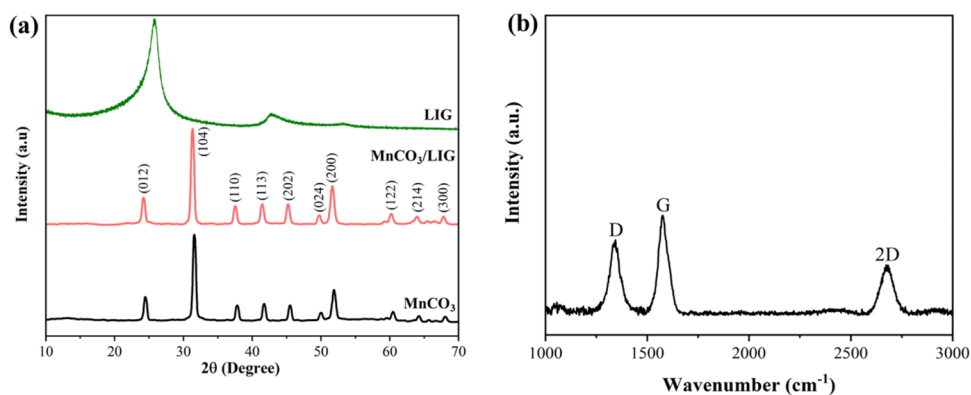 (a)
Intensity (a.u)
LIG
MnCO₃/LIG
(012)
(104)
(110)
(113)
(202)
(024)
(200)
(122)
(214)
(300)
MnCO₃
10 20 30 40 50 60 70
2θ (Degree)
(b)
Intensity (a.u.)
D
G
2D
1000 1500 2000 2500 3000
Wavenumber (cm⁻¹)